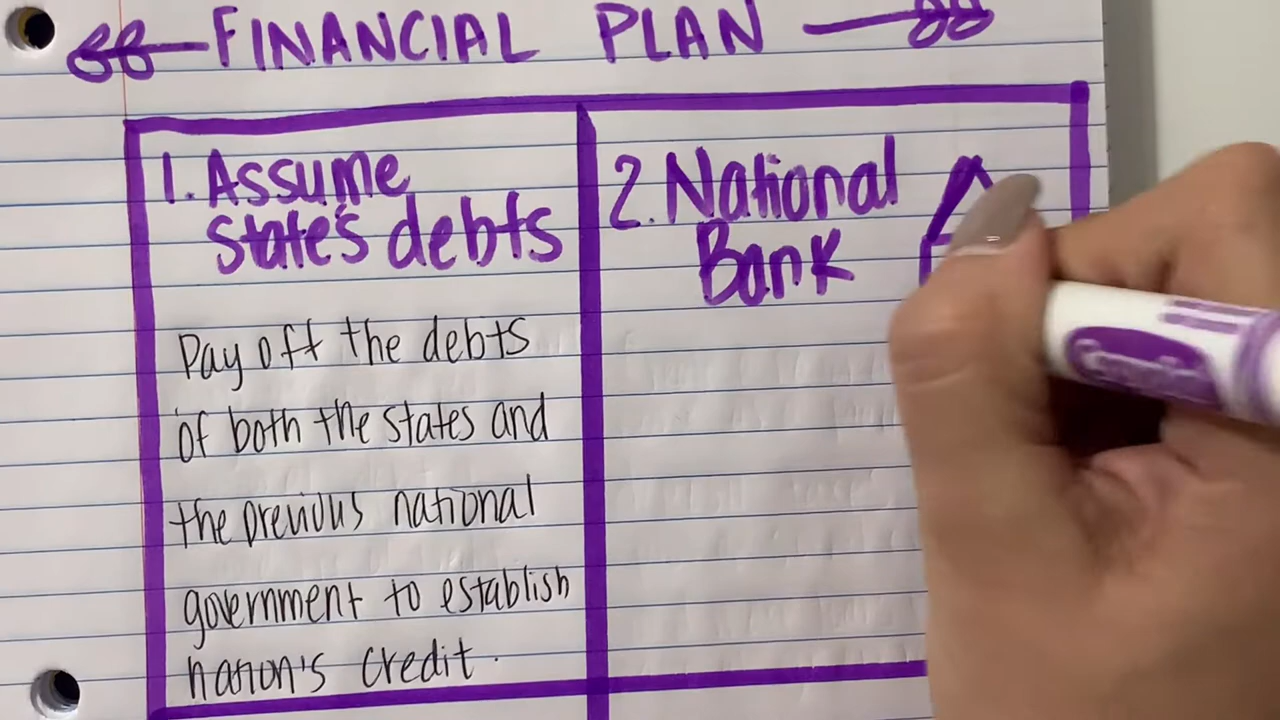 FINANCIAL PLAN
1. Assume
state's debts
Pay off the debts
of both the states and
the previous national
government to establish
nation's credit.
2. National
Bank